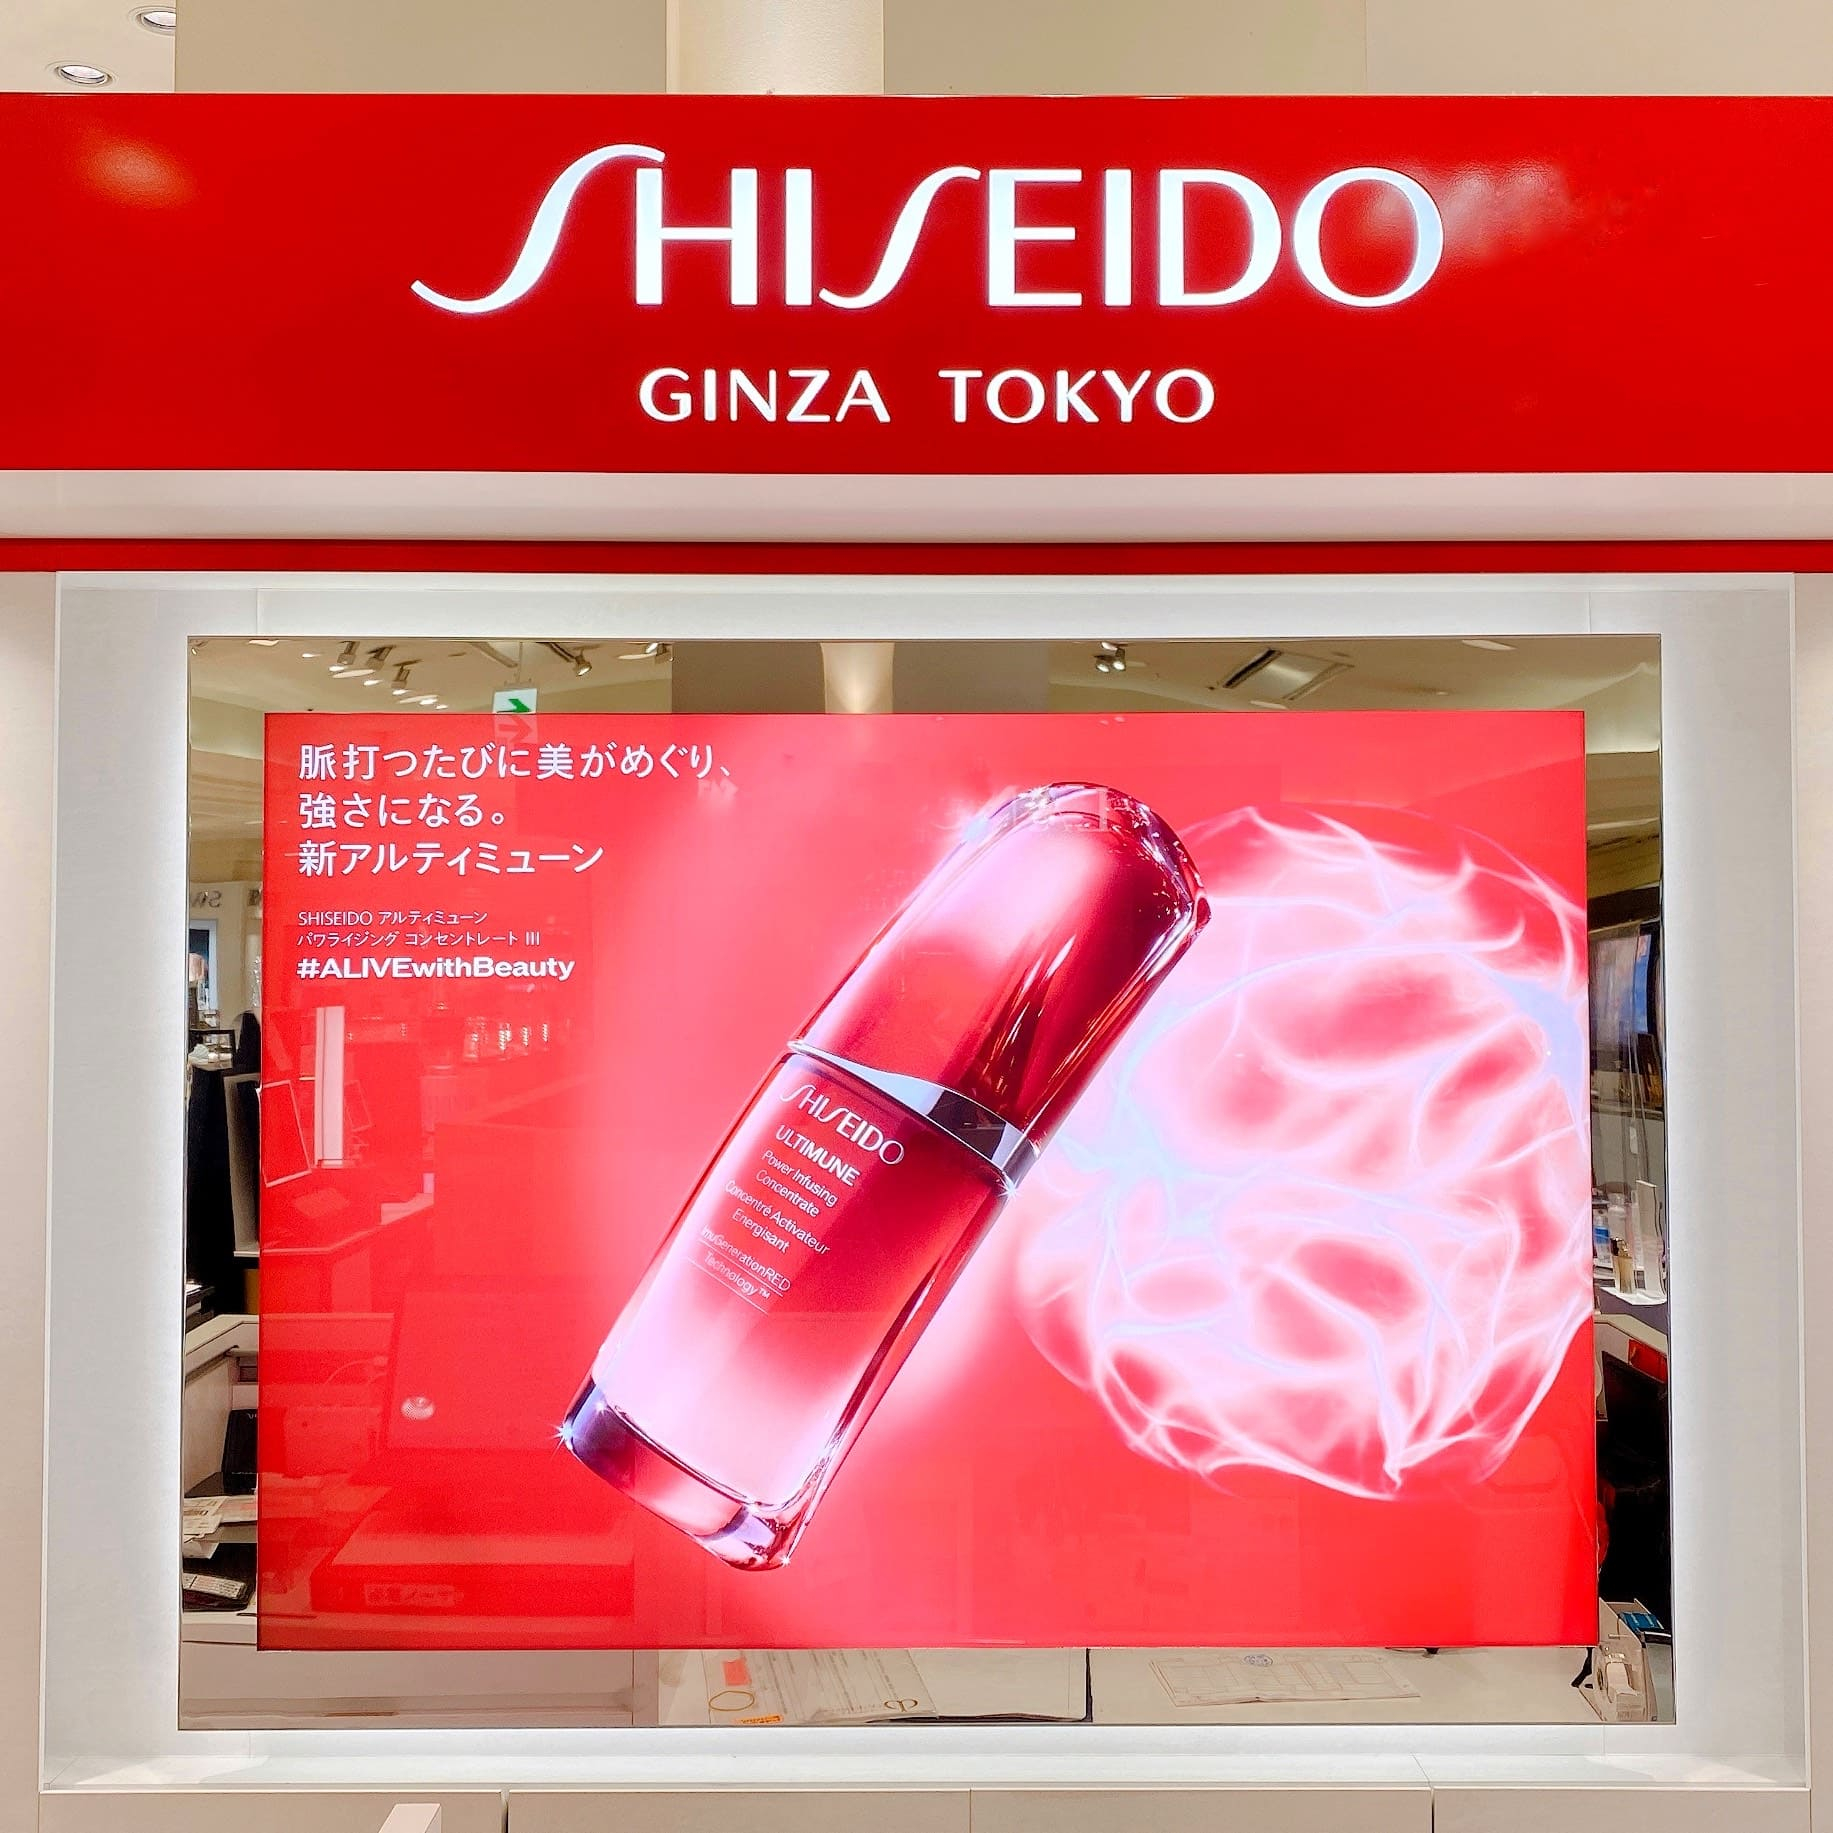 SHISEIDO
GINZA TOKYO
脈打つたびに美がめぐり、
強さになる。
新アルティミューン
SHISEIDO アルティミューン
パワライジング コンセントレート III
#ALIVEwithBeauty
SHISEIDO
ULTIMUNE
Power Infusing
Concentrate
Concentré Activateur
Energisant
ImuGenerationRED
Technology™